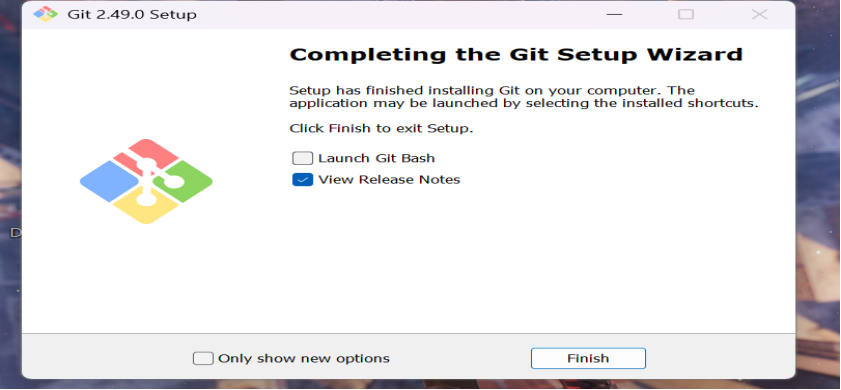 Git 2.49.0 Setup
Completing the Git Setup Wizard
Setup has finished installing Git on your computer. The
application may be launched by selecting the installed shortcuts.
Click Finish to exit Setup.
Launch Git Bash
View Release Notes
D
Only show new options
Finish